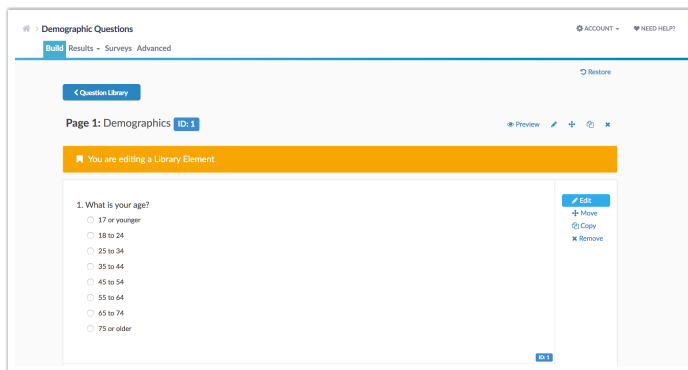 Demographic Questions
ACCOUNT
NEED HELP?
Build Results Surveys Advanced
Restore
Question Library
Page 1: Demographics ID: 1
Preview
You are editing a Library Element
1. What is your age?
Edit
17 or younger
Move
18 to 24
Copy
25 to 34
Remove
35 to 44
45 to 54
55 to 64
65 to 74
75 or older
ID: 1